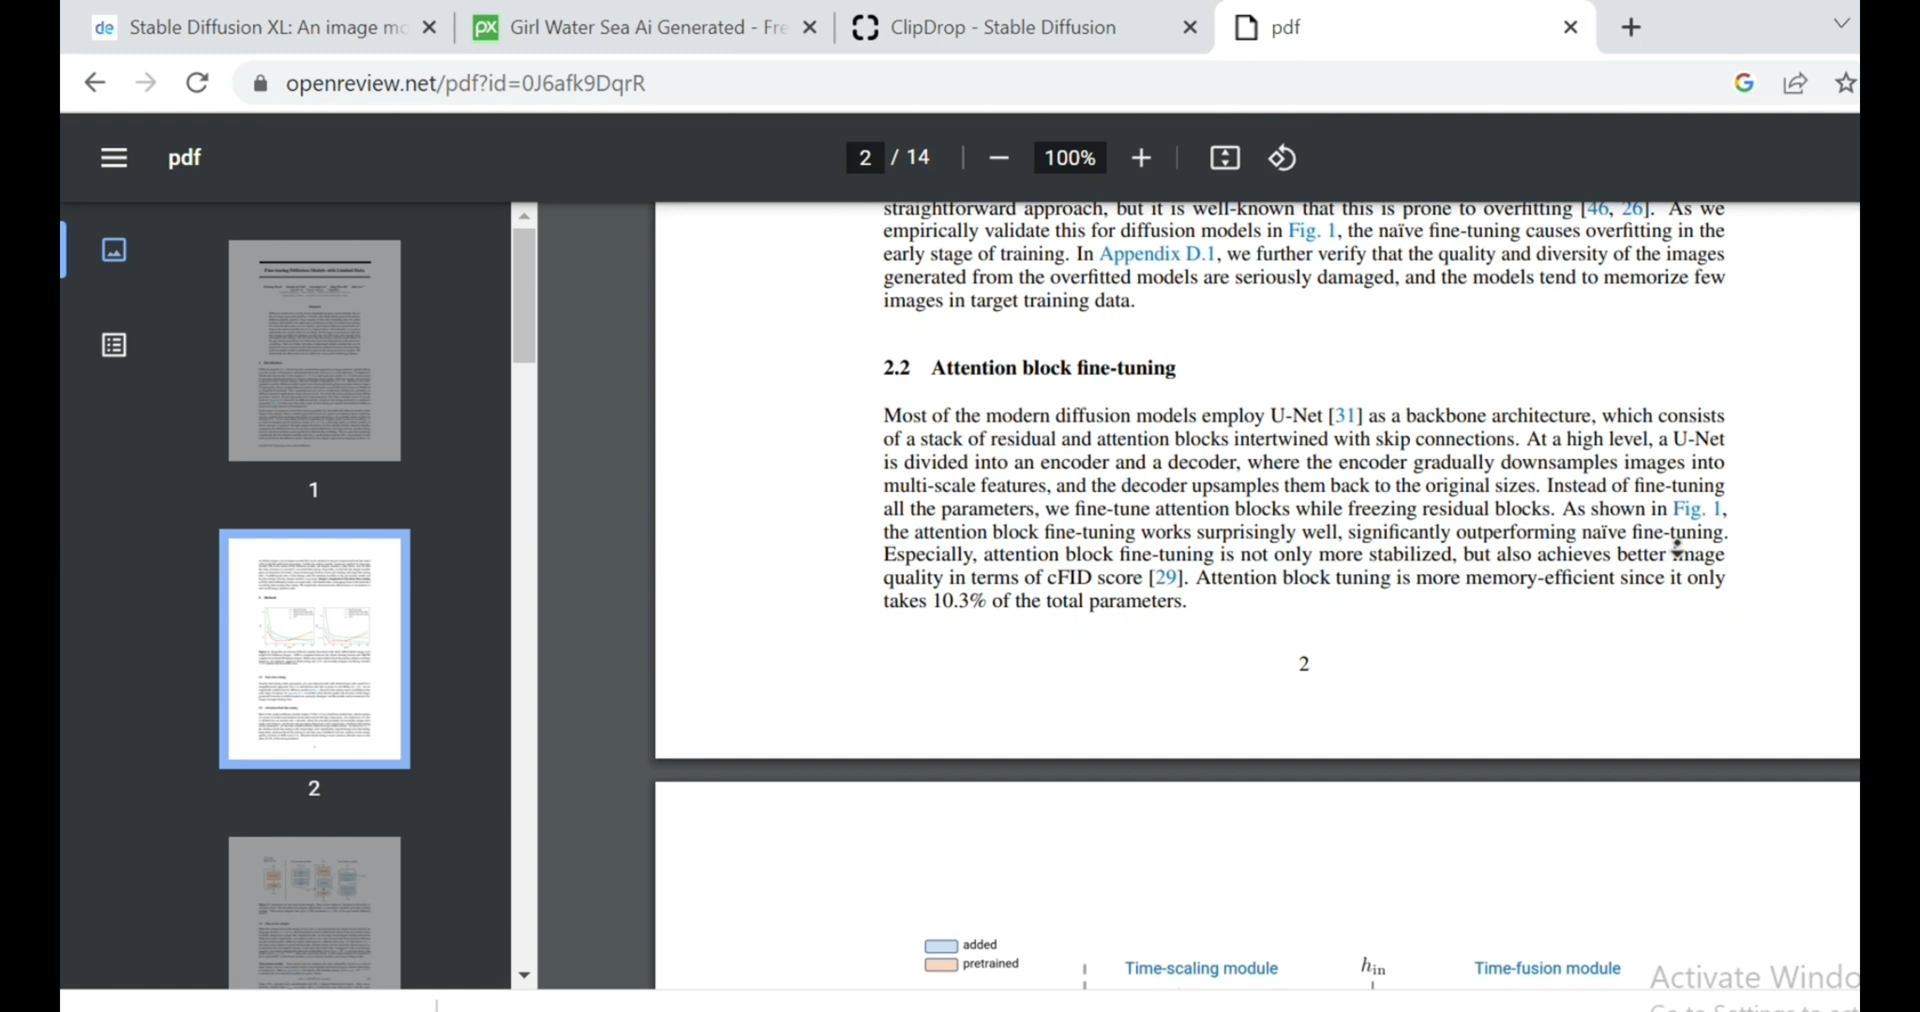 Stable Diffusion XL: An image mo
Girl Water Sea Ai Generated - Fre
ClipDrop - Stable Diffusion
pdf
openreview.net/pdf?id=0J6afk9DqrR
pdf
2 / 14
100%
straightforward approach, but it is well-known that this is prone to overfitting [46, 26]. As we
empirically validate this for diffusion models in Fig. 1, the naïve fine-tuning causes overfitting in the
early stage of training. In Appendix D.1, we further verify that the quality and diversity of the images
generated from the overfitted models are seriously damaged, and the models tend to memorize few
images in target training data.
2.2 Attention block fine-tuning
Most of the modern diffusion models employ U-Net [31] as a backbone architecture, which consists
of a stack of residual and attention blocks intertwined with skip connections. At a high level, a U-Net
is divided into an encoder and a decoder, where the encoder gradually downsamples images into
multi-scale features, and the decoder upsamples them back to the original sizes. Instead of fine-tuning
all the parameters, we fine-tune attention blocks while freezing residual blocks. As shown in Fig. 1,
the attention block fine-tuning works surprisingly well, significantly outperforming naïve fine-tuning.
Especially, attention block fine-tuning is not only more stabilized, but also achieves better image
quality in terms of cFID score [29]. Attention block tuning is more memory-efficient since it only
takes 10.3% of the total parameters.
2
1
2
added
pretrained
Time-scaling module
h_in
Time-fusion module
Activate Windo